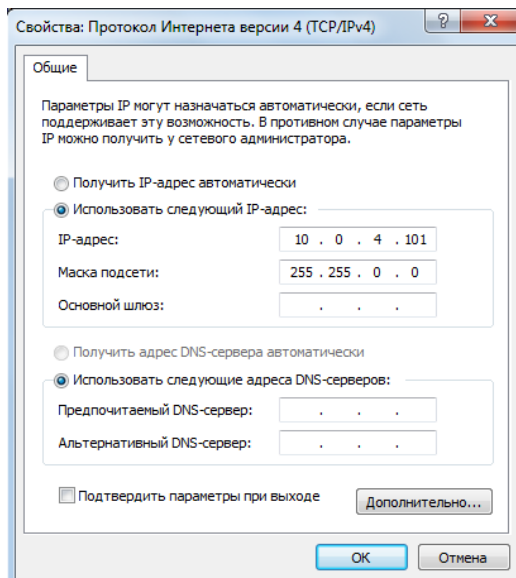 Свойства: Протокол Интернета версии 4 (TCP/IPv4)
?
Общие
Параметры IP могут назначаться автоматически, если сеть
поддерживает эту возможность. В противном случае параметры
IP можно получить у сетевого администратора.
Получить IP-адрес автоматически
Использовать следующий IP-адрес:
IP-адрес: 10 . 0 . 4 . 101
Маска подсети: 255 . 255 . 0 . 0
Основной шлюз: . . .
Получить адрес DNS-сервера автоматически
Использовать следующие адреса DNS-серверов:
Предпочитаемый DNS-сервер: . . .
Альтернативный DNS-сервер: . . .
Подтвердить параметры при выходе
Дополнительно...
ОК
Отмена